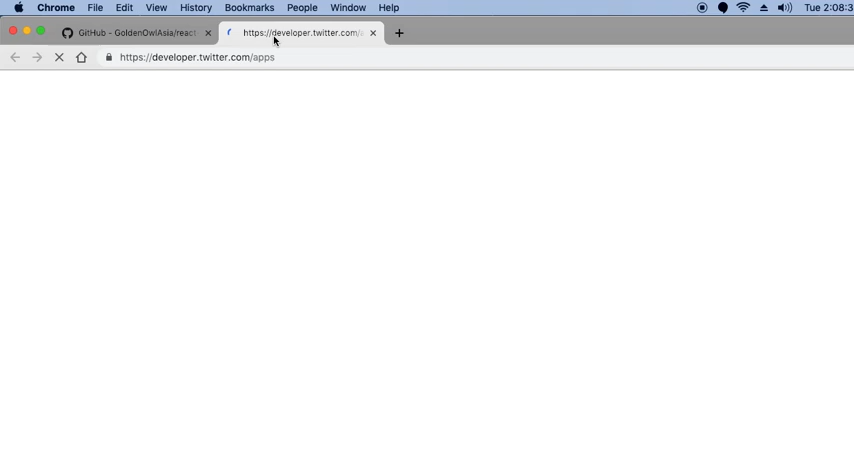 Chrome File Edit View History Bookmarks People Window Help Tue 2:08:3
GitHub - GoldenOwlAsia/react https://developer.twitter.com/a
https://developer.twitter.com/apps